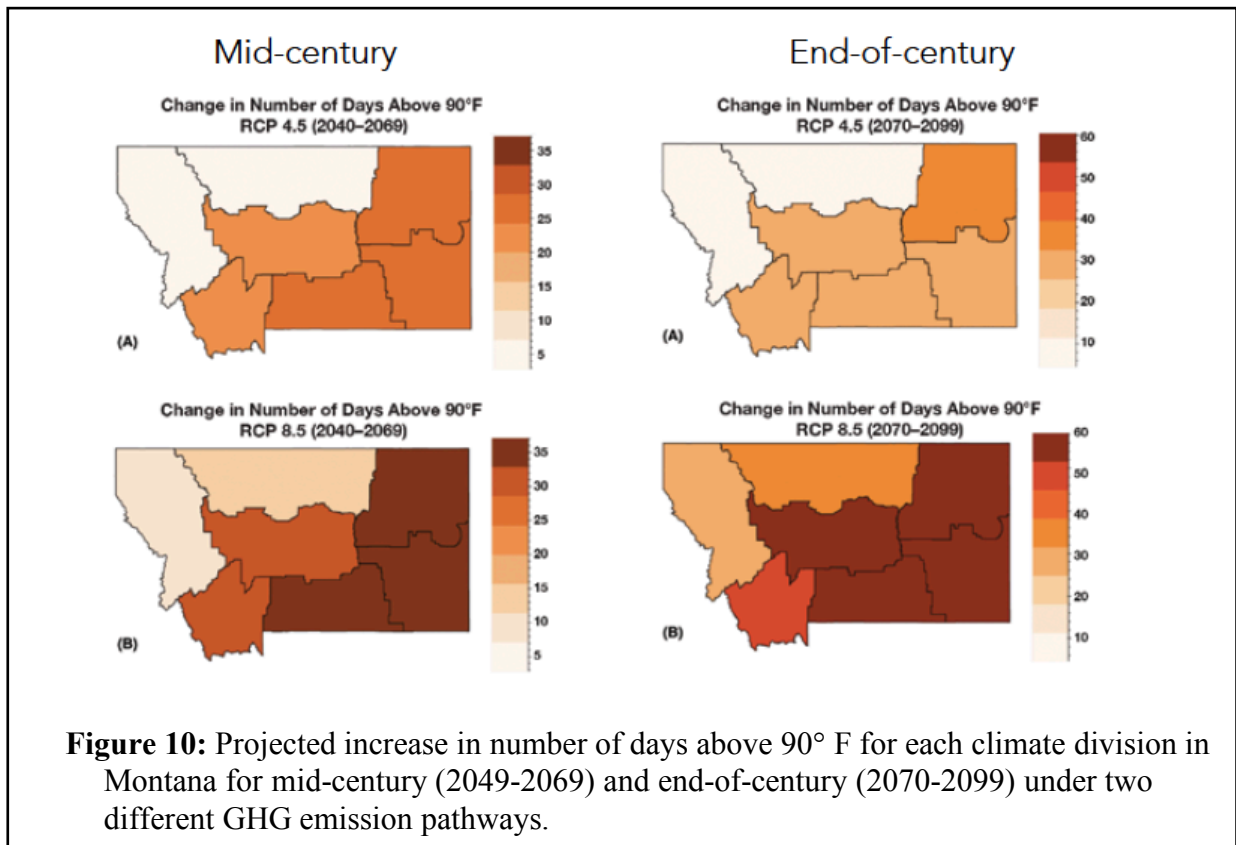 Mid-century
End-of-century
Change in Number of Days Above 90°F
RCP 4.5 (2040–2069)
35
30
25
20
15
10
5
(A)
Change in Number of Days Above 90°F
RCP 4.5 (2070–2099)
60
50
40
30
20
10
(A)
Change in Number of Days Above 90°F
RCP 8.5 (2040–2069)
35
30
25
20
15
10
5
(B)
Change in Number of Days Above 90°F
RCP 8.5 (2070–2099)
60
50
40
30
20
10
(B)
Figure 10: Projected increase in number of days above 90° F for each climate division in
Montana for mid-century (2049-2069) and end-of-century (2070-2099) under two
different GHG emission pathways.